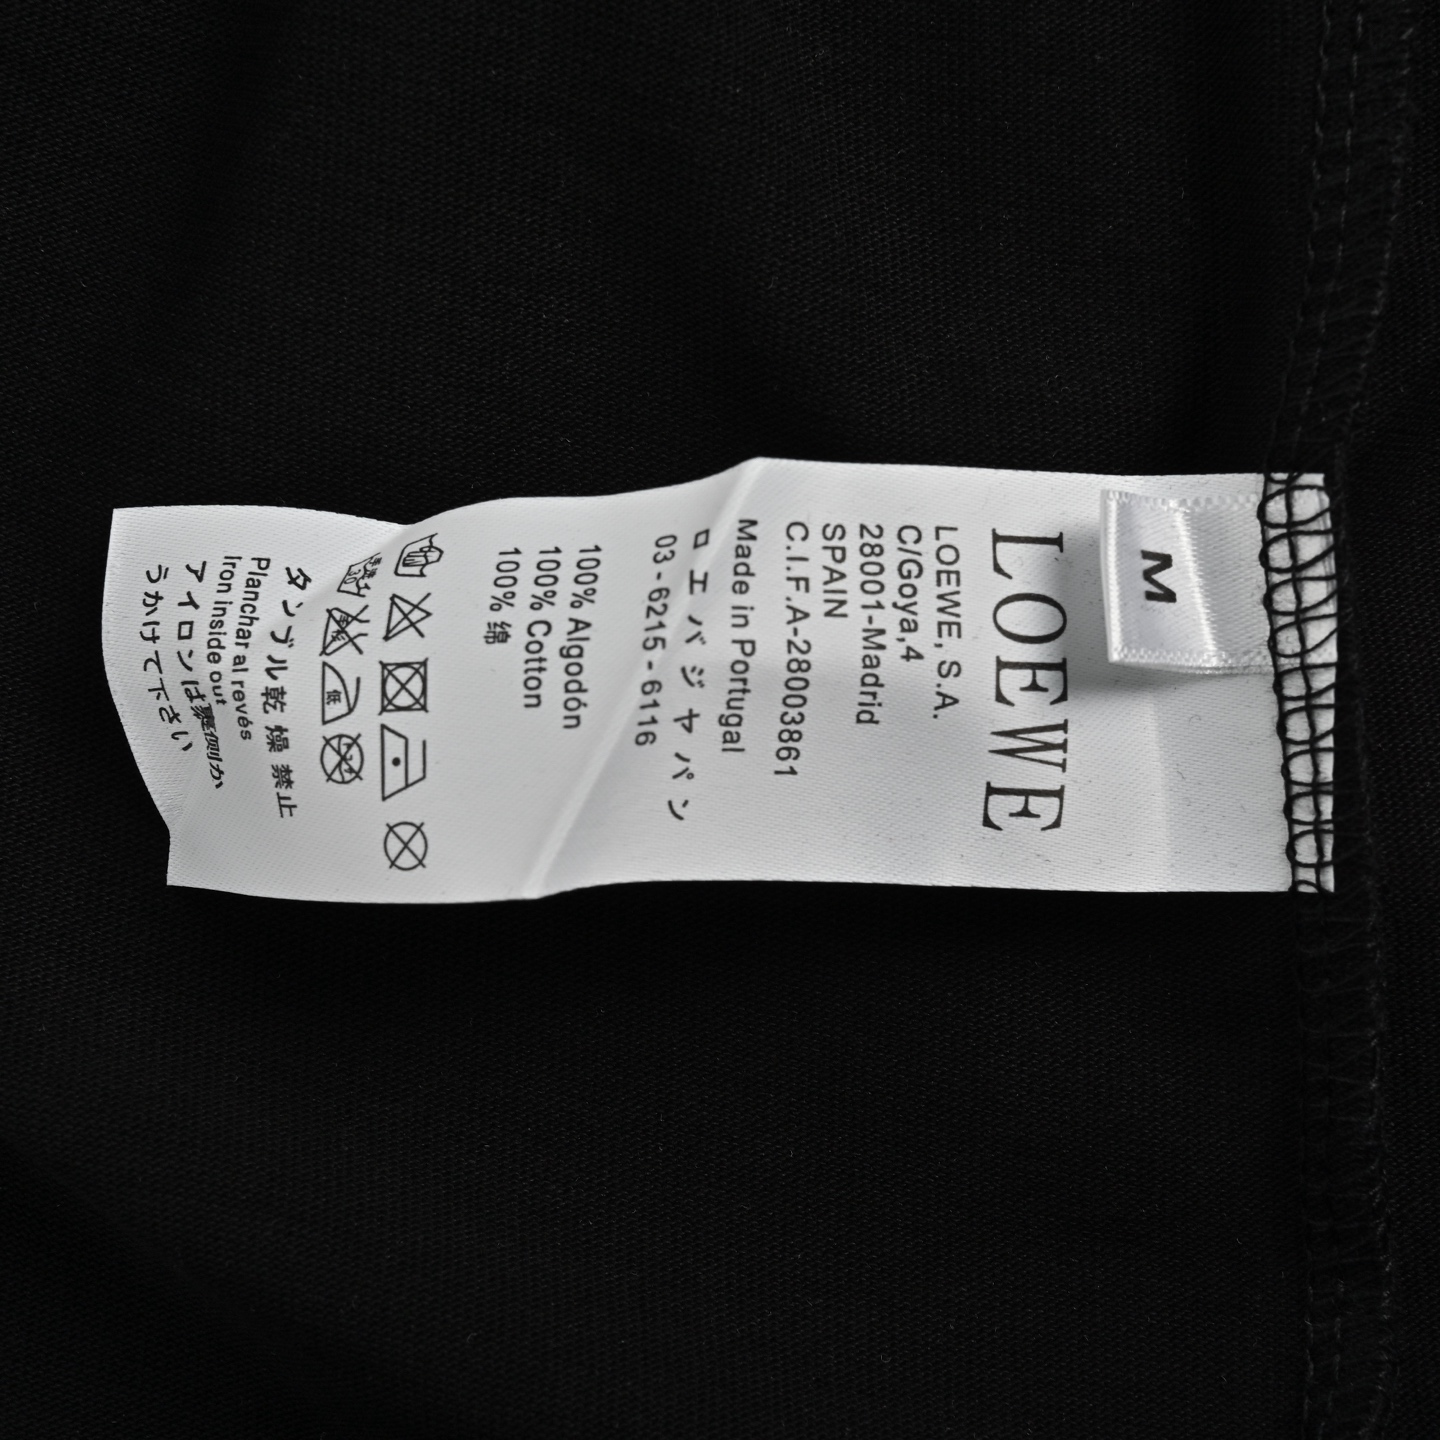 M
LOEWE
LOEWE, S.A.
C/Goya,4
28001-Madrid
SPAIN
C.I.F.A-28003861
Made in Portugal
ロエバジャパン
03-6215-6116
100% Algodón
100% Cotton
100% 绵
低
タンブル乾燥禁止
Planchar al revés
Iron inside out
アイロンは裏側か
うかけて下さい